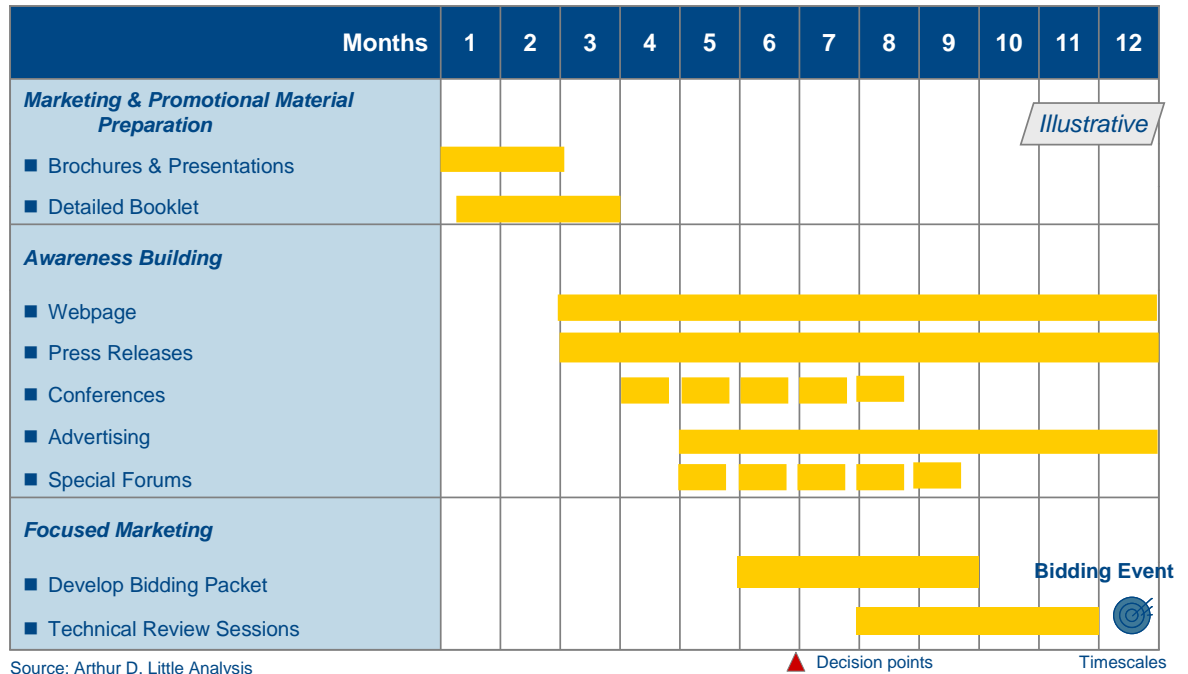 Months 1 2 3 4 5 6 7 8 9 10 11 12
Marketing & Promotional Material
Preparation
Illustrative
Brochures & Presentations
Detailed Booklet
Awareness Building
Webpage
Press Releases
Conferences
Advertising
Special Forums
Focused Marketing
Develop Bidding Packet
Bidding Event
Technical Review Sessions
Source: Arthur D. Little Analysis
Decision points
Timescales